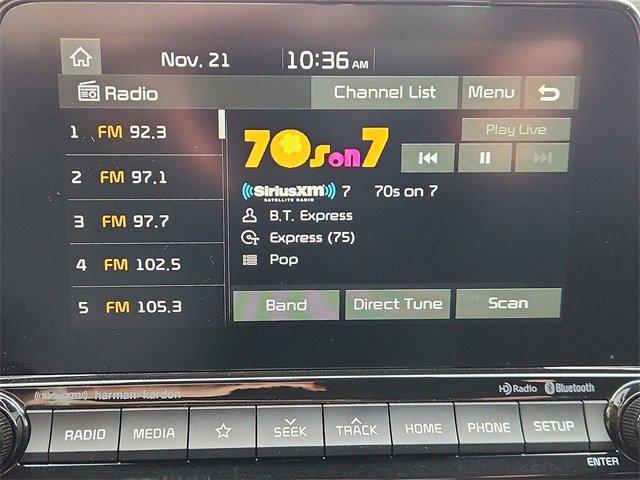 Nov. 21 10:36 AM
Radio Channel List Menu
1 FM 92.3
2 FM 97.1
3 FM 97.7
4 FM 102.5
5 FM 105.3
70s on 7
Play Live
((SiriusXM)) 7 70s on 7
SATELLITE RADIO
B.T. Express
Express (75)
Pop
Band Direct Tune Scan
((SiriusXM)) harman/kardon HD Radio Bluetooth
RADIO MEDIA SEEK TRACK HOME PHONE SETUP
ENTER